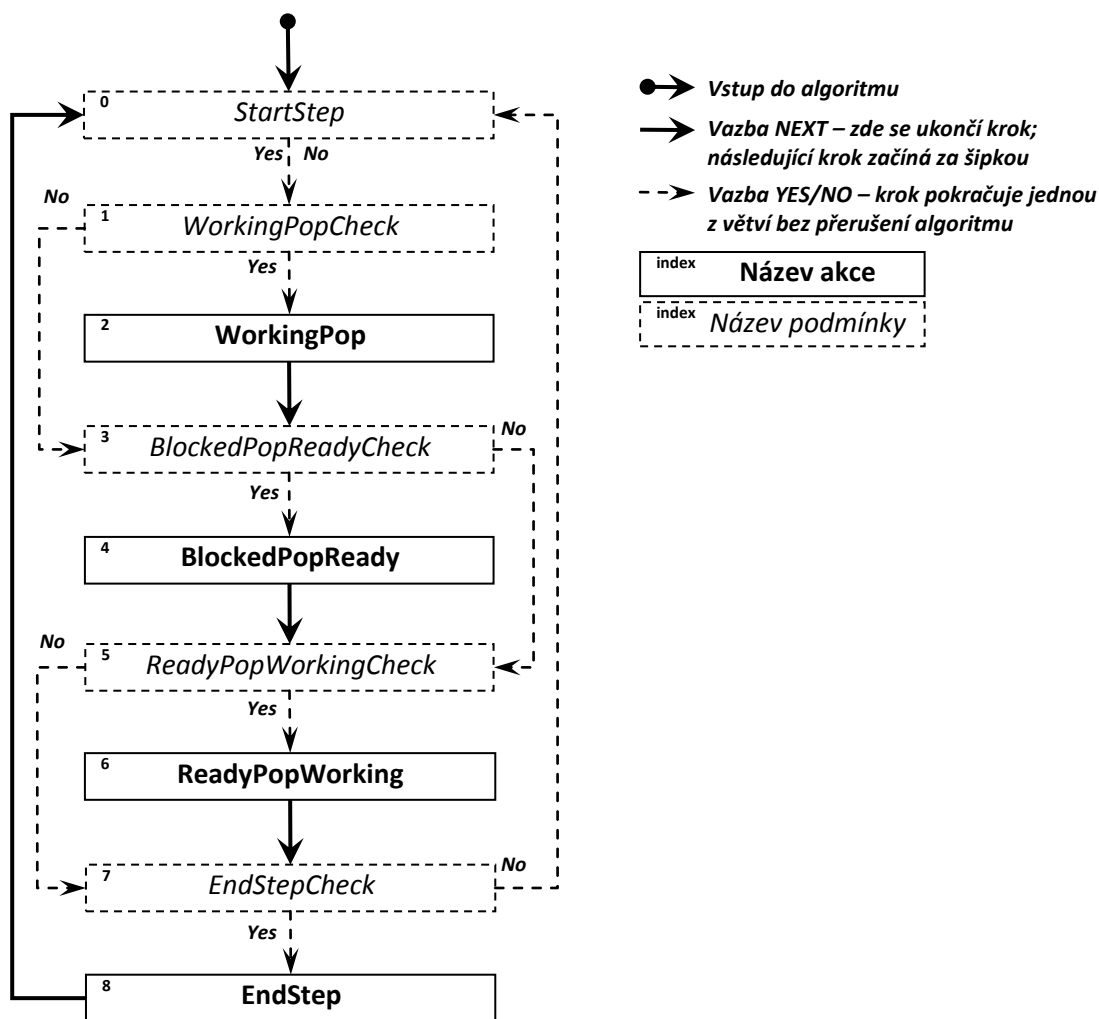 0
StartStep
Yes No
No
1
WorkingPopCheck
Yes
2
WorkingPop
3
BlockedPopReadyCheck
No
Yes
4
BlockedPopReady
No
5
ReadyPopWorkingCheck
Yes
6
ReadyPopWorking
7
EndStepCheck
No
Yes
8
EndStep
Vstup do algoritmu
Vazba NEXT – zde se ukončí krok;
následující krok začíná za šipkou
Vazba YES/NO – krok pokračuje jednou
z větví bez přerušení algoritmu
index
Název akce
index
Název podmínky